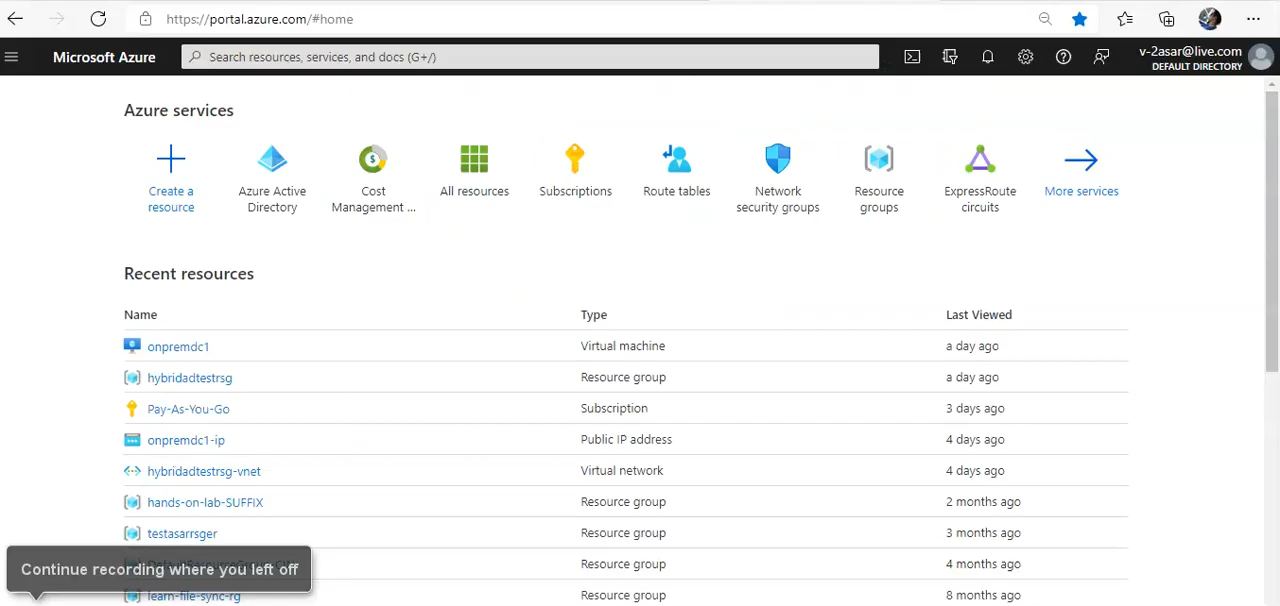 https://portal.azure.com/#home
Microsoft Azure
Search resources, services, and docs (G+/)
v-2asar@live.com
DEFAULT DIRECTORY
Azure services
Create a
resource
Azure Active
Directory
Cost
Management ...
All resources
Subscriptions
Route tables
Network
security groups
Resource
groups
ExpressRoute
circuits
More services
Recent resources
Name Type Last Viewed
onpremdc1 Virtual machine a day ago
hybridadtestrsg Resource group a day ago
Pay-As-You-Go Subscription 3 days ago
onpremdc1-ip Public IP address 4 days ago
hybridadtestrsg-vnet Virtual network 4 days ago
hands-on-lab-SUFFIX Resource group 2 months ago
testasarrsger Resource group 3 months ago
Resource group 4 months ago
Continue recording where you left off
learn-file-sync-rg Resource group 8 months ago